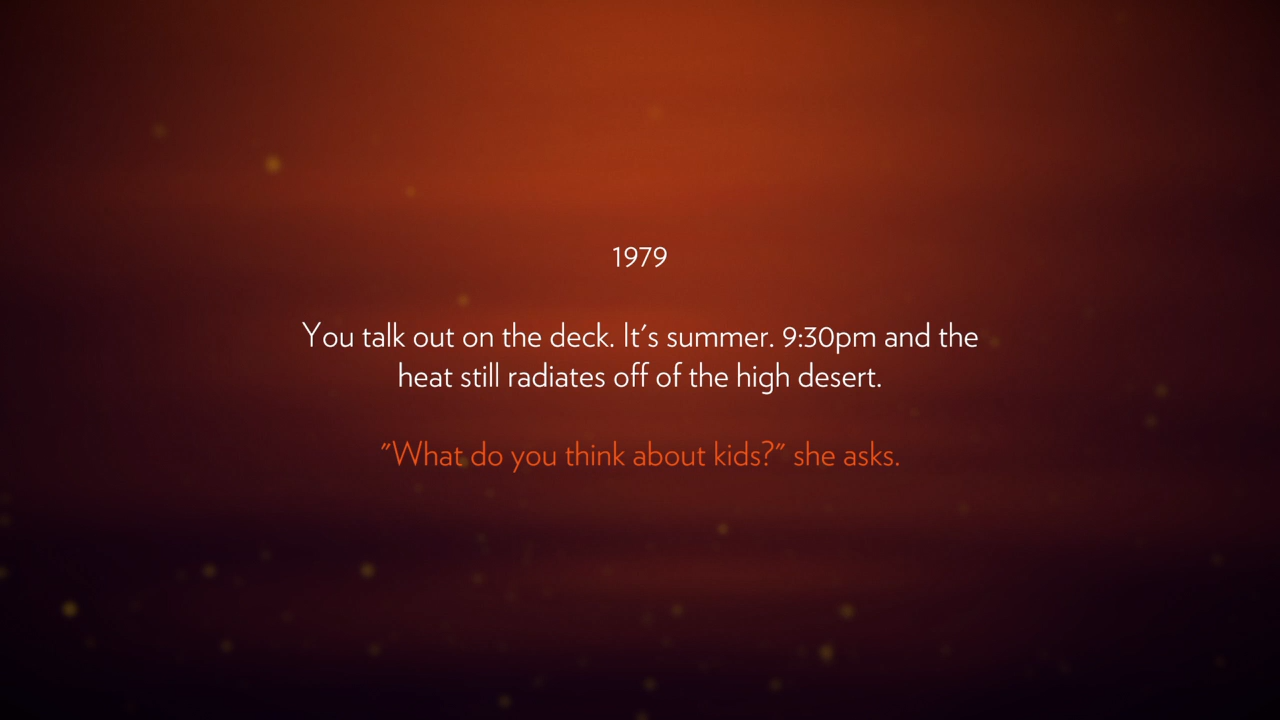 1979
You talk out on the deck. It's summer. 9:30pm and the
heat still radiates off of the high desert.
"What do you think about kids?" she asks.